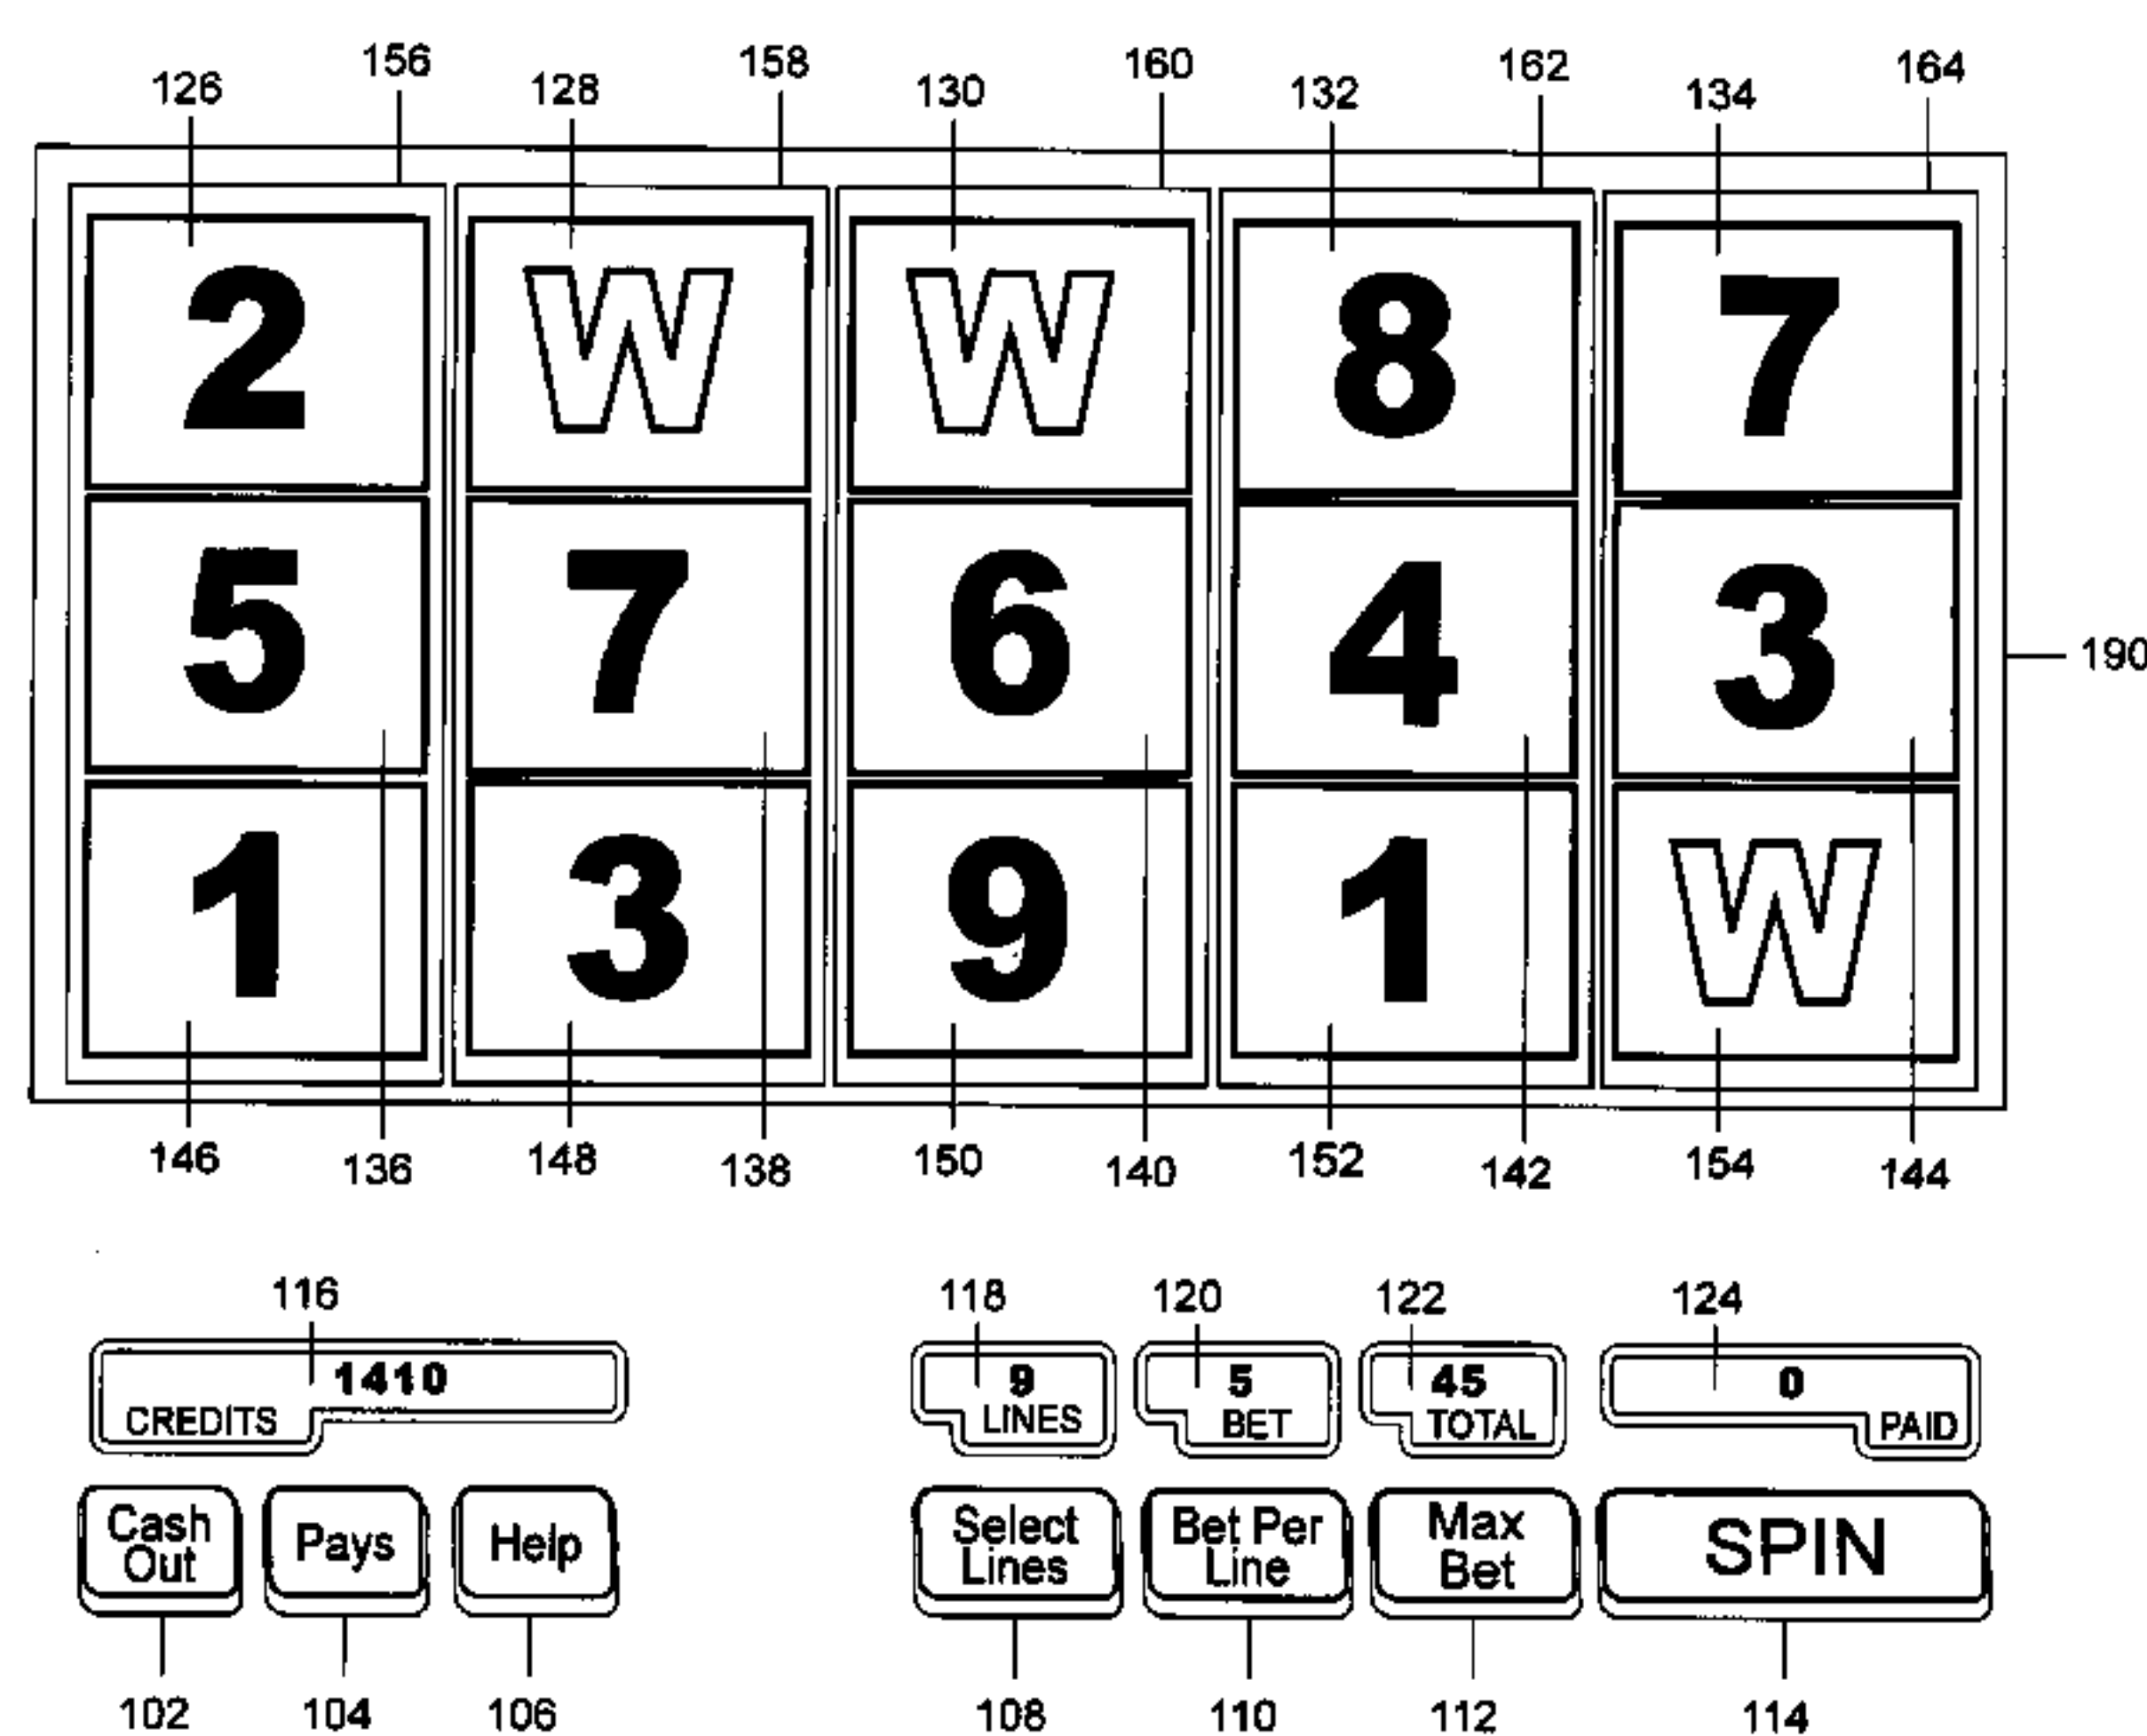 156 158 160 162 164
126 128 130 132 134
2 W W 8 7
5 7 6 4 3
190
1 3 9 1 W
146 136 148 138 150 140 152 142 154 144
116 118 120 122 124
1410 9 5 45 0
CREDITS LINES BET TOTAL PAID
Cash Out Pays Help Select Lines Bet Per Line Max Bet SPIN
102 104 106 108 110 112 114